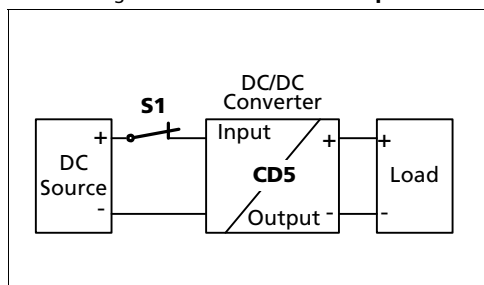 DC/DC
Converter
S1
Input
+
+
+
DC
Source
CD5
Load
-
Output
-
-